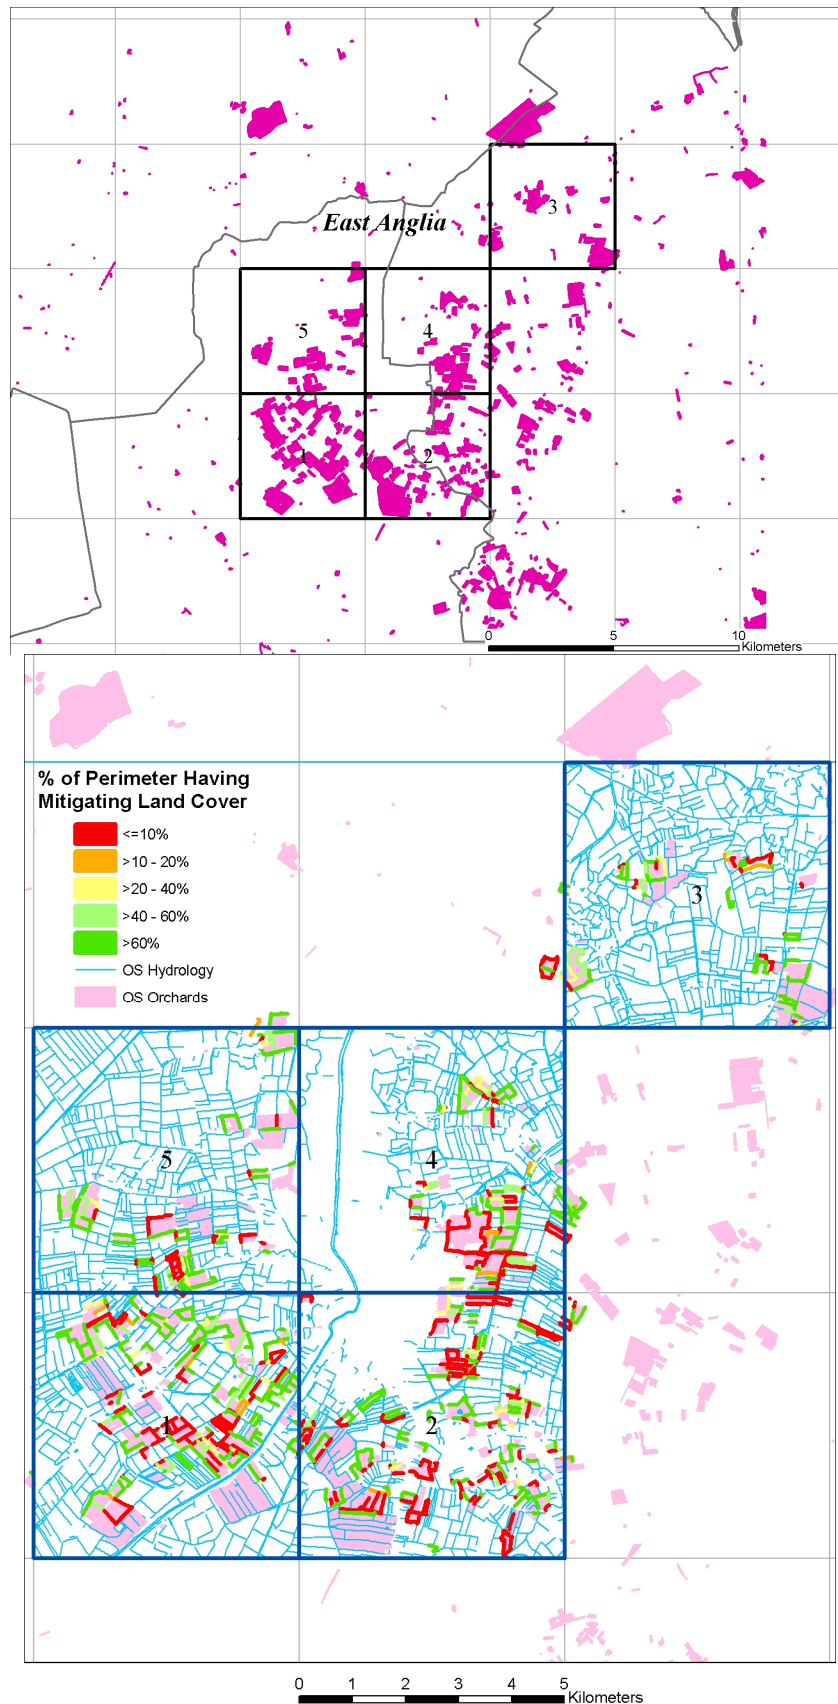 3
East Anglia
5
4
1
2
0
5
10
Kilometers
% of Perimeter Having
Mitigating Land Cover
<=10%
>10 - 20%
>20 - 40%
>40 - 60%
>60%
OS Hydrology
OS Orchards
3
5
4
1
2
0 1 2 3 4 5
Kilometers